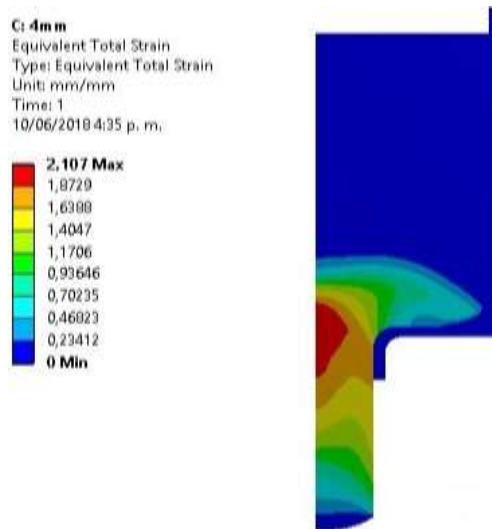 C: 4mm
Equivalent Total Strain
Type: Equivalent Total Strain
Unit: mm/mm
Time: 1
10/06/2018 4:35 p. m.
2,107 Max
1,8729
1,6388
1,4047
1,1706
0,93646
0,70235
0,46823
0,23412
0 Min